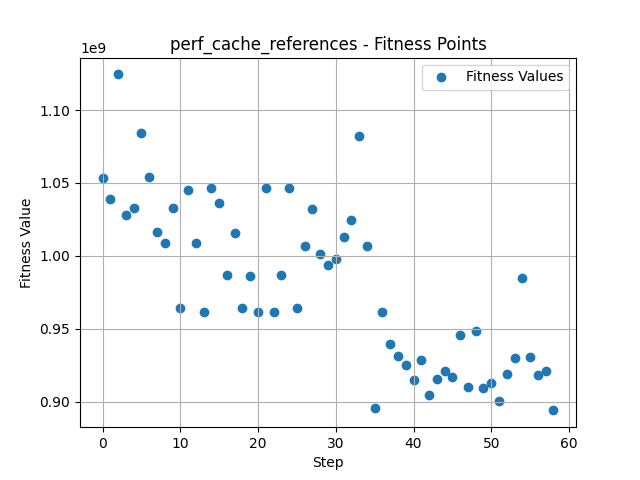 perf_cache_references - Fitness Points
1e9
Fitness Values
1.10
1.05
1.00
0.95
0.90
Fitness Value
0 10 20 30 40 50 60
Step